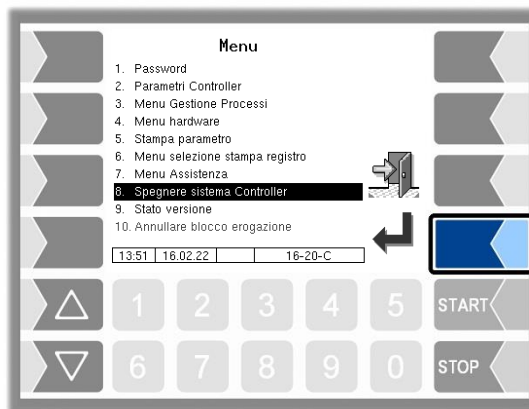 Menu
1. Password
2. Parametri Controller
3. Menu Gestione Processi
4. Menu hardware
5. Stampa parametro
6. Menu selezione stampa registro
7. Menu Assistenza
8. Spegnere sistema Controller
9. Stato versione
10. Annullare blocco erogazione
13:51 16.02.22 16-20-C
1 2 3 4 5 START
6 7 8 9 0 STOP